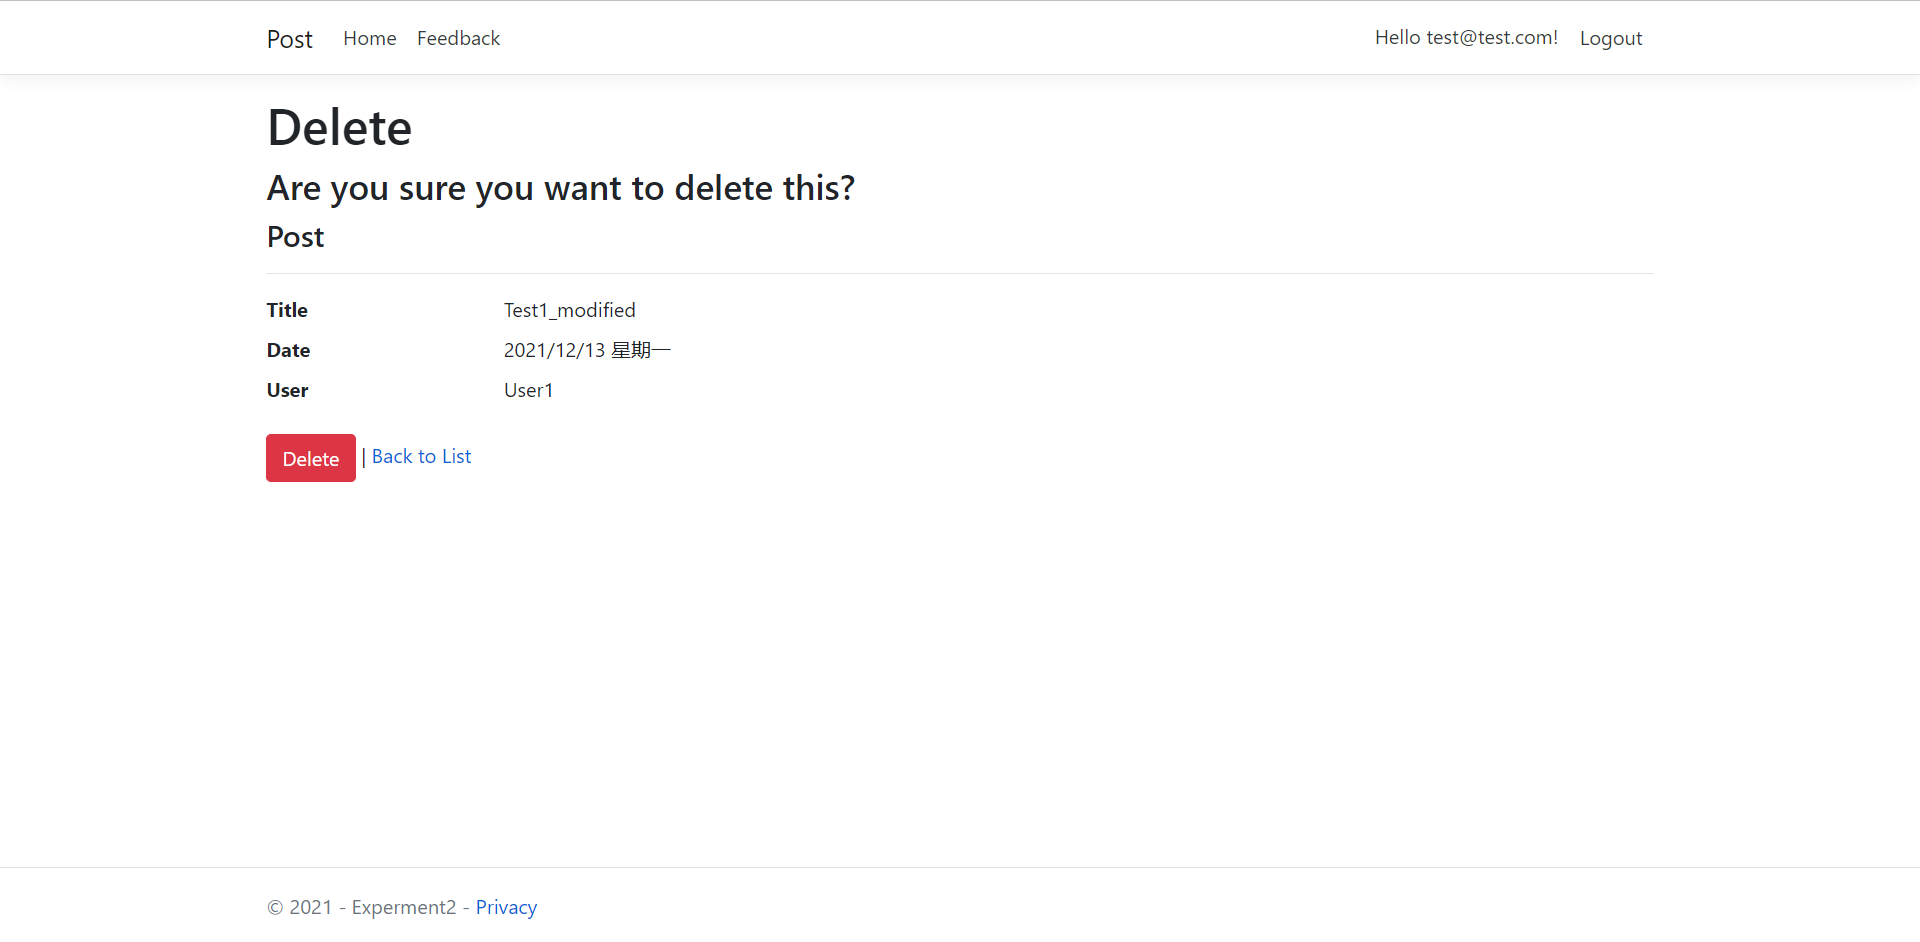 Post Home Feedback Hello test@test.com! Logout
Delete
Are you sure you want to delete this?
Post
Title Test1_modified
Date 2021/12/13 星期一
User User1
Delete | Back to List
© 2021 - Experment2 - Privacy